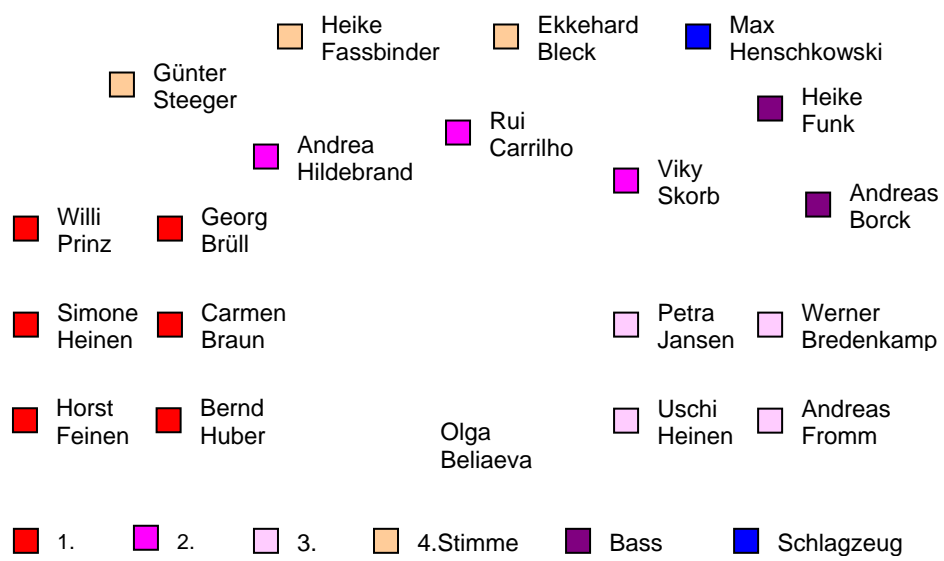 Heike
Fassbinder
Ekkehard
Bleck
Max
Henschkowski
Günter
Steeger
Heike
Funk
Rui
Carrilho
Andrea
Hildebrand
Viky
Skorb
Andreas
Borck
Willi
Prinz
Georg
Brüll
Simone
Heinen
Carmen
Braun
Petra
Jansen
Werner
Bredenkamp
Horst
Feinen
Bernd
Huber
Uschi
Heinen
Andreas
Fromm
Olga
Beliaeva
1.
2.
3.
4.Stimme
Bass
Schlagzeug